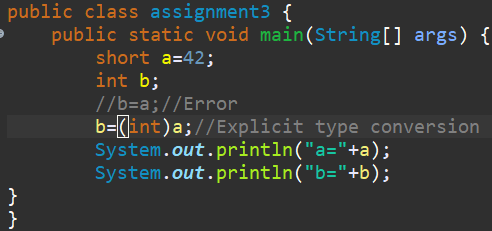 public class assignment3 {
    public static void main(String[] args) {
        short a=42;
        int b;
        //b=a;//Error
        b=(int)a;//Explicit type conversion
        System.out.println("a="+a);
        System.out.println("b="+b);
}
}